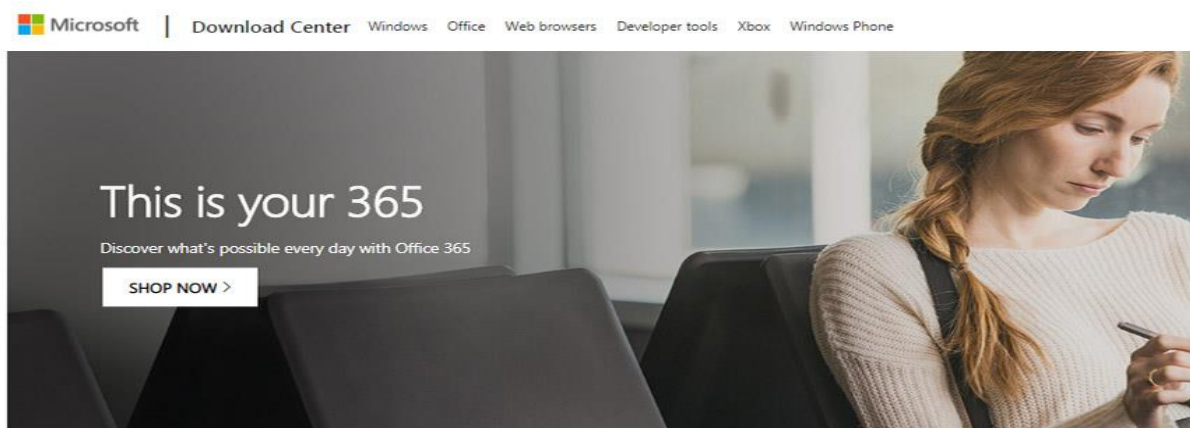 Microsoft | Download Center Windows Office Web browsers Developer tools Xbox Windows Phone
This is your 365
Discover what's possible every day with Office 365
SHOP NOW >